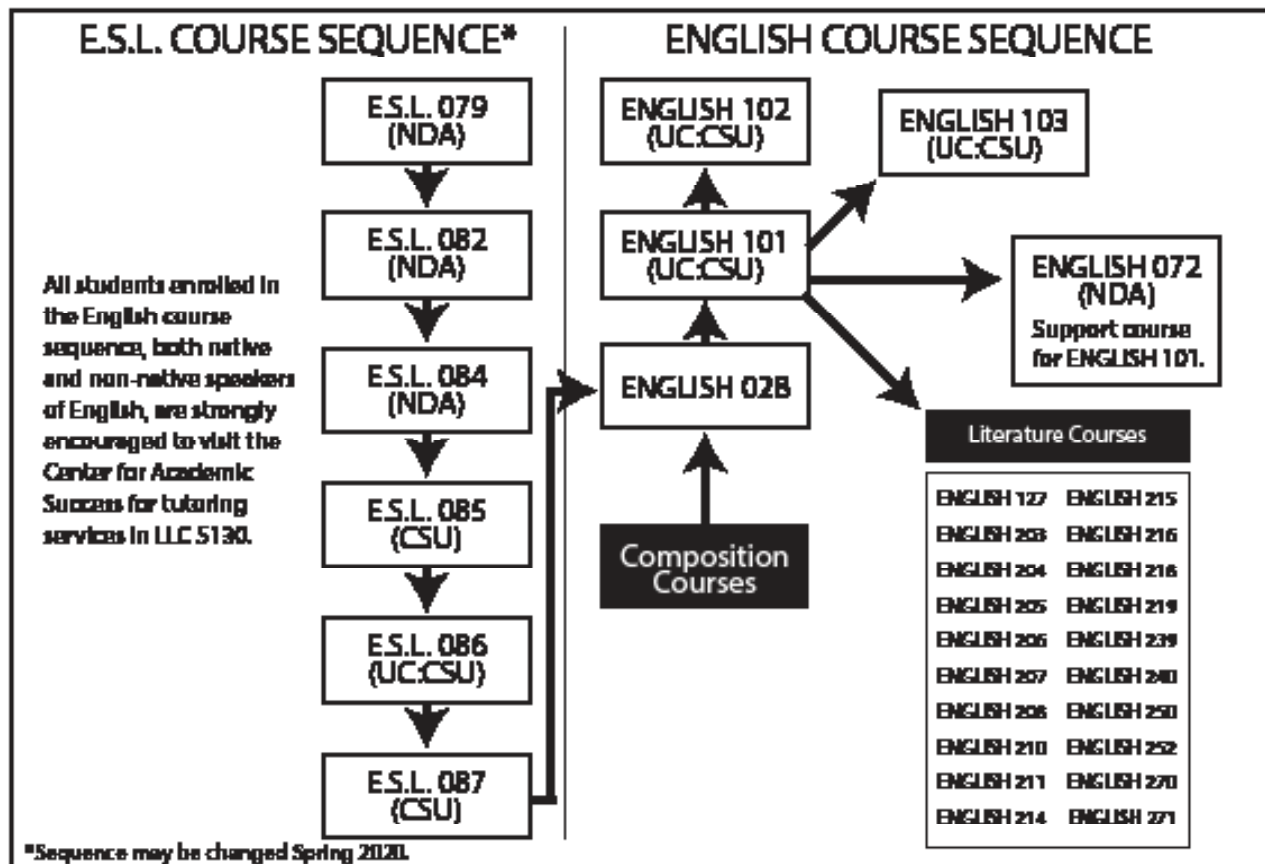 E.S.L. COURSE SEQUENCE*
E.S.L. 079
(NDA)
E.S.L. 082
(NDA)
E.S.L. 084
(NDA)
E.S.L. 085
(CSU)
E.S.L. 086
(UC:CSU)
E.S.L. 087
(CSU)
All students enrolled in
the English course
sequence, both native
and non-native speakers
of English, are strongly
encouraged to visit the
Center for Academic
Success for tutoring
services in LLC 5130.
*Sequence may be changed Spring 2020.
ENGLISH COURSE SEQUENCE
ENGLISH 102
(UC:CSU)
ENGLISH 103
(UC:CSU)
ENGLISH 101
(UC:CSU)
ENGLISH 072
(NDA)
Support course
for ENGLISH 101.
ENGLISH 028
Composition
Courses
Literature Courses
ENGLISH 127 ENGLISH 215
ENGLISH 203 ENGLISH 216
ENGLISH 204 ENGLISH
ENGLISH 205 ENGLISH 219
ENGLISH 206 ENGLISH 239
ENGLISH 207 ENGLISH 240
ENGLISH 208 ENGLISH 250
ENGLISH 210 ENGLISH 252
ENGLISH 211 ENGLISH 270
ENGLISH 214 ENGLISH 271